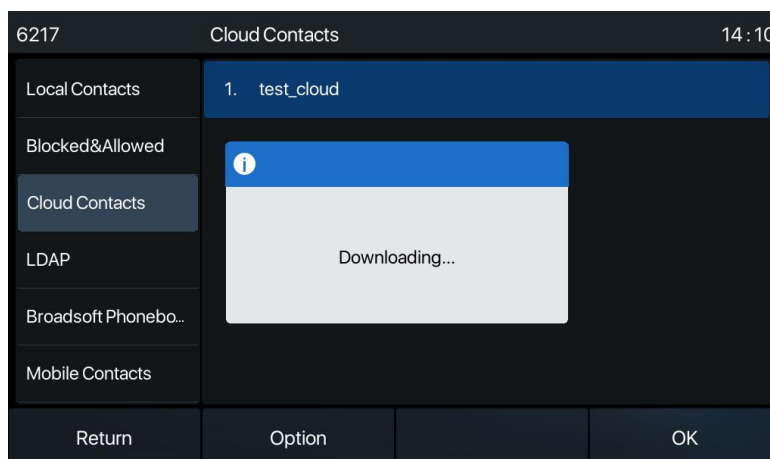 6217 Cloud Contacts 14:10
Local Contacts
Blocked&Allowed
Cloud Contacts
LDAP
Broadsoft Phonebo...
Mobile Contacts
1. test_cloud
i
Downloading...
Return Option OK